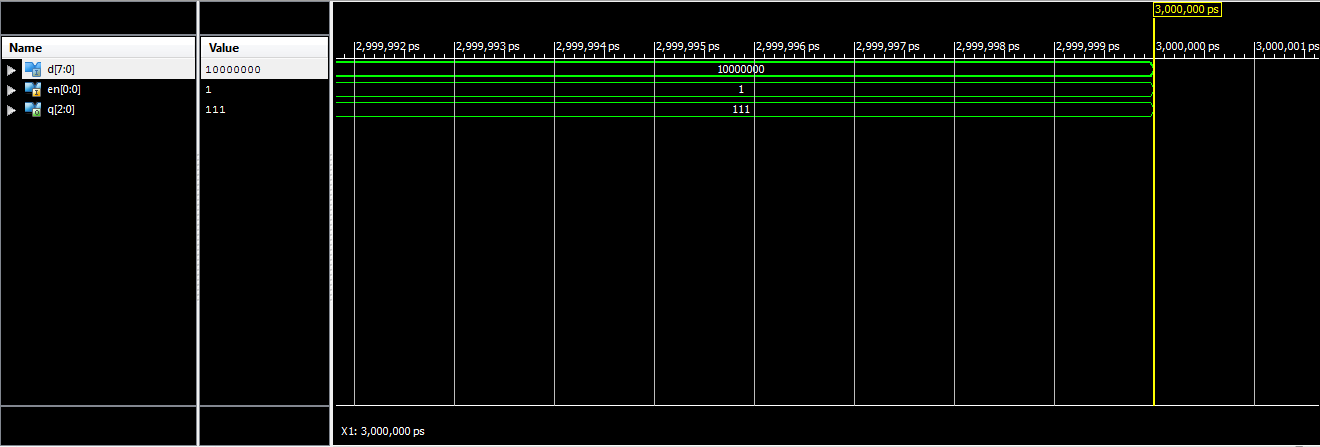 3,000,000 ps
Name Value
2,999,992 ps 2,999,993 ps 2,999,994 ps 2,999,995 ps 2,999,996 ps 2,999,997 ps 2,999,998 ps 2,999,999 ps 3,000,000 ps 3,000,001 ps
d[7:0] 10000000 10000000
en[0:0] 1 1
q[2:0] 111 111
X1: 3,000,000 ps